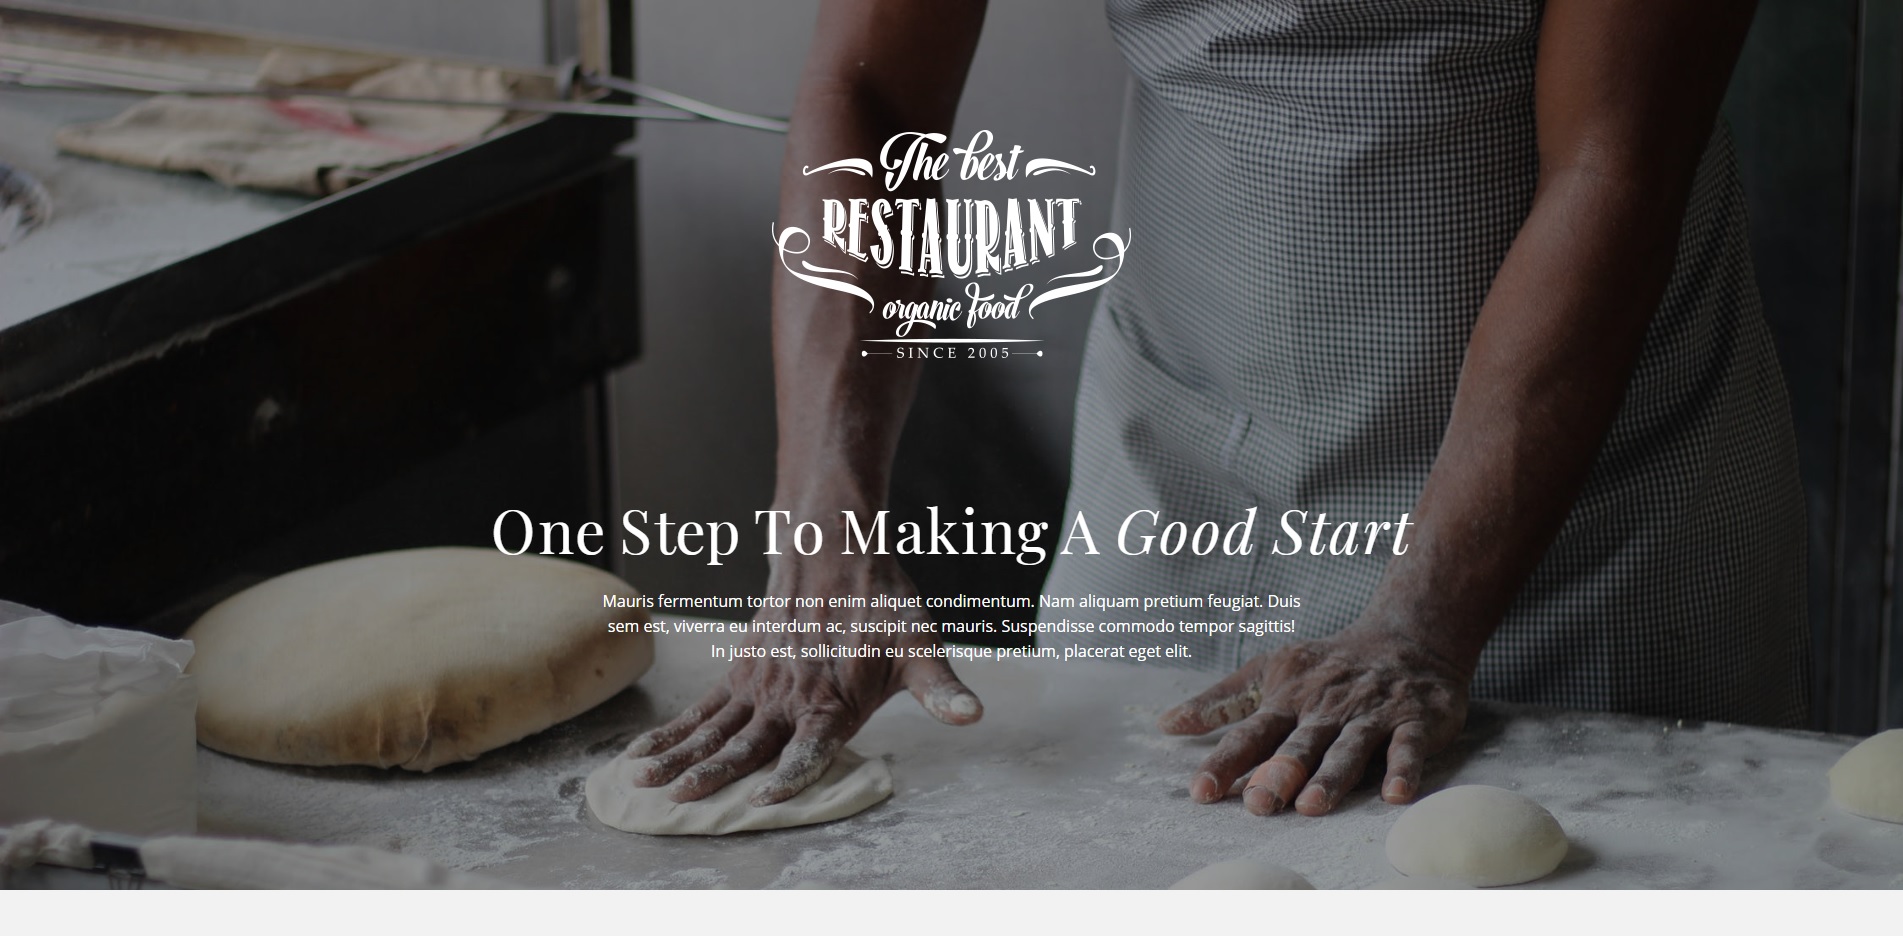 The best
RESTAURANT
organic food
SINCE 2005
One Step To Making A Good Start
Mauris fermentum tortor non enim aliquet condimentum. Nam aliquam pretium feugiat. Duis
sem est, viverra eu interdum ac, suscipit nec mauris. Suspendisse commodo tempor sagittis!
In justo est, sollicitudin eu scelerisque pretium, placerat eget elit.